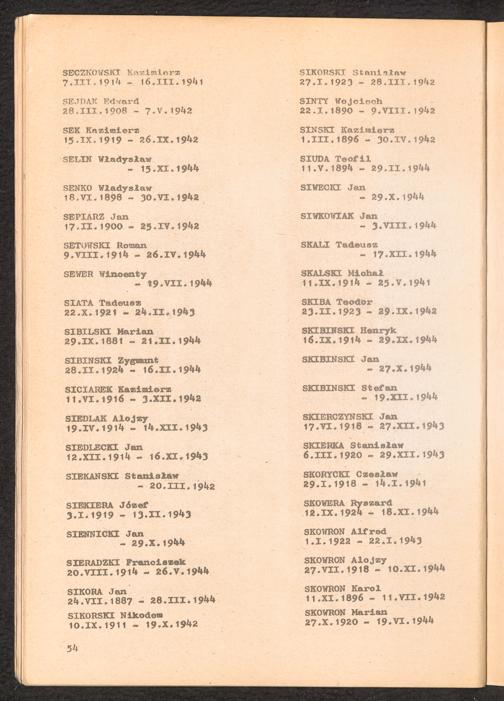 SECZKOWSKI Kazimierz
7.III.1914 - 16.III.1941
SEJDAK Edward
28.III.1908 - 7.V.1942
SEK Kazimierz
15.IX.1919 - 26.IX.1942
SELIN Władysław
- 15.XI.1944
SENKO Władysław
18.VI.1898 - 30.VI.1942
SEPIARZ Jan
17.II.1900 - 25.IV.1942
SETOWSKI Roman
9.VIII.1914 - 26.IV.1944
SEWER Wincenty
- 19.VII.1944
SIATA Tadeusz
22.X.1921 - 24.II.1943
SIBILSKI Marian
29.IX.1881 - 21.II.1944
SIBINSKI Zygmunt
28.II.1924 - 16.II.1944
SICIAREK Kazimierz
11.VI.1916 - 3.XII.1942
SIEDLAK Alojzy
19.IV.1914 - 14.XII.1943
SIEDLECKI Jan
12.XII.1914 - 16.XI.1943
SIEKANSKI Stanisław
- 20.III.1942
SIEKIERA Józef
3.I.1919 - 13.II.1943
SIENNICKI Jan
- 29.X.1944
SIERADZKI Franciszek
20.VIII.1914 - 26.V.1944
SIKORA Jan
24.VII.1887 - 28.III.1944
SIKORSKI Nikodem
10.IX.1911 - 19.X.1942
54
SIKORSKI Stanisław
27.I.1923 - 28.III.1942
SINTY Wojciech
22.I.1890 - 9.VIII.1942
SINSKI Kazimierz
1.III.1896 - 30.IV.1942
SIUDA Teofil
11.V.1894 - 29.II.1944
SIWECKI Jan
- 29.X.1944
SIWKOWIAK Jan
- 3.VIII.1944
SKALI Tadeusz
- 17.XII.1944
SKALSKI Michał
11.IX.1914 - 25.V.1941
SKIBA Teodor
23.II.1923 - 29.IX.1942
SKIBINSKI Henryk
16.IX.1914 - 29.IX.1944
SKIBINSKI Jan
- 27.X.1944
SKIBINSKI Stefan
- 19.XII.1944
SKIERCZYNSKI Jan
17.VI.1918 - 27.XII.1943
SKIERKA Stanisław
6.III.1920 - 29.XII.1943
SKORYCKI Czesław
29.I.1918 - 14.I.1941
SKOWERA Ryszard
12.IX.1924 - 18.XI.1944
SKOWRON Alfred
1.I.1922 - 22.I.1943
SKOWRON Alojzy
27.VII.1918 - 10.XI.1944
SKOWRON Karol
11.XI.1896 - 11.VII.1942
SKOWRON Marian
27.X.1920 - 19.VI.1944